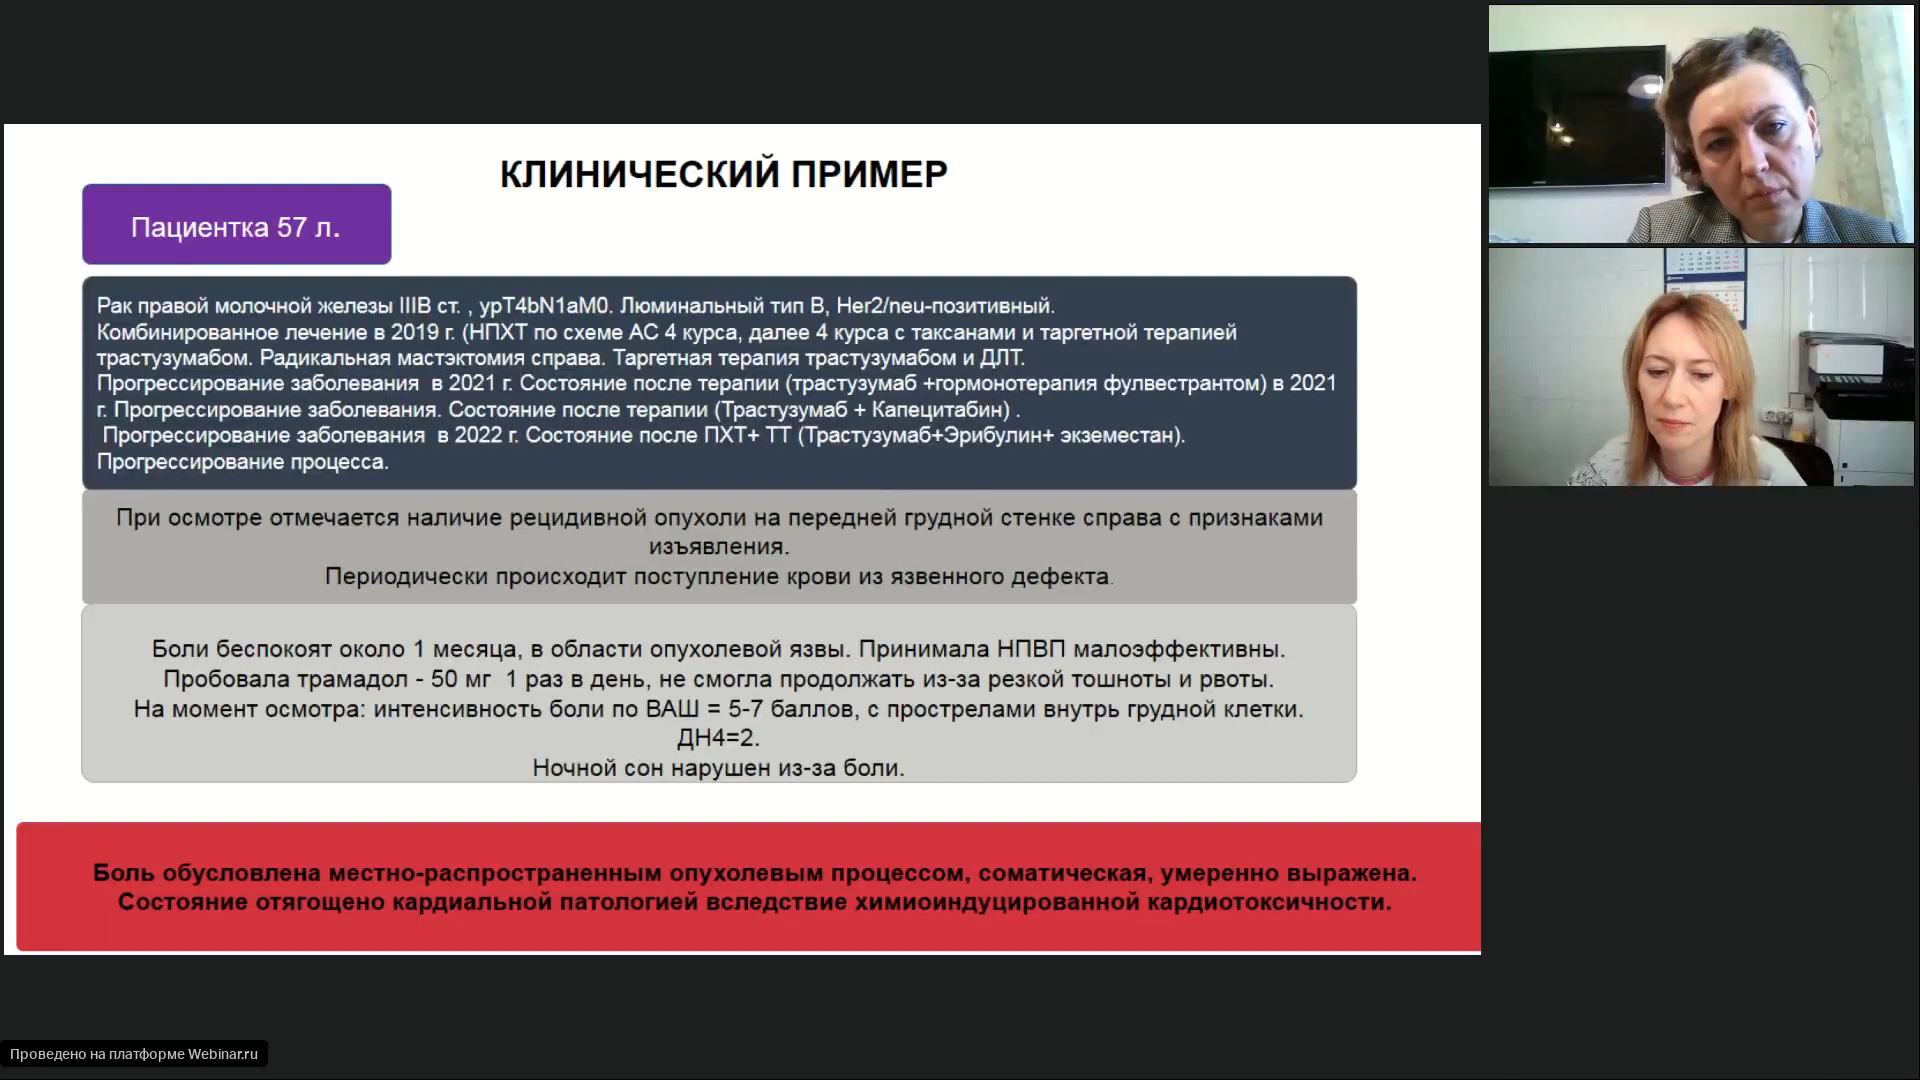 КЛИНИЧЕСКИЙ ПРИМЕР
Пациентка 57 л.
Рак правой молочной железы IIIB ст. , ypT4bN1aM0. Люминальный тип В, Her2/neu-позитивный.
Комбинированное лечение в 2019 г. (НПХТ по схеме АС 4 курса, далее 4 курса с таксанами и таргетной терапией
трастузумабом. Радикальная мастэктомия справа. Таргетная терапия трастузумабом и ДЛТ.
Прогрессирование заболевания в 2021 г. Состояние после терапии (трастузумаб +гормонотерапия фулвестрантом) в 2021
г. Прогрессирование заболевания. Состояние после терапии (Трастузумаб + Капецитабин) .
Прогрессирование заболевания в 2022 г. Состояние после ПХТ+ ТТ (Трастузумаб+Эрибулин+ экземестан).
Прогрессирование процесса.
При осмотре отмечается наличие рецидивной опухоли на передней грудной стенке справа с признаками
изъявления.
Периодически происходит поступление крови из язвенного дефекта.
Боли беспокоят около 1 месяца, в области опухолевой язвы. Принимала НПВП малоэффективны.
Пробовала трамадол - 50 мг 1 раз в день, не смогла продолжать из-за резкой тошноты и рвоты.
На момент осмотра: интенсивность боли по ВАШ = 5-7 баллов, с прострелами внутрь грудной клетки.
ДН4=2.
Ночной сон нарушен из-за боли.
Боль обусловлена местно-распространенным опухолевым процессом, соматическая, умеренно выражена.
Состояние отягощено кардиальной патологией вследствие химиоиндуцированной кардиотоксичности.
Проведено на платформе Webinar.ru